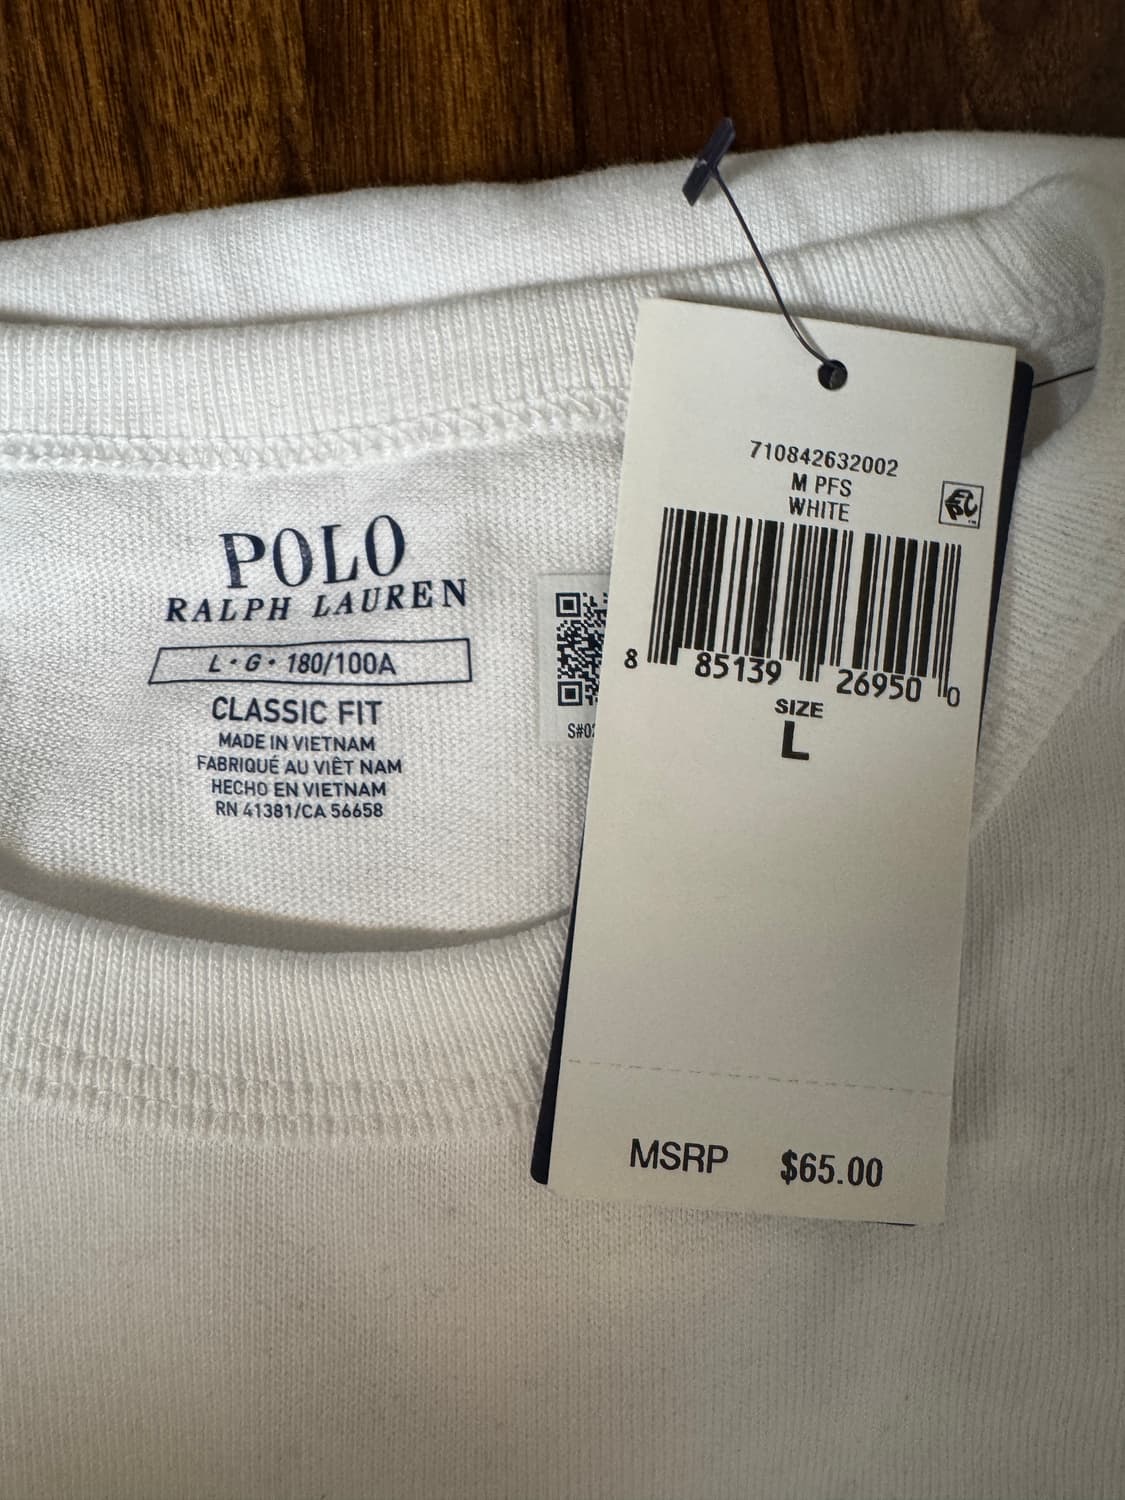 POLO
RALPH LAUREN
L • G • 180/100A
CLASSIC FIT
MADE IN VIETNAM
FABRIQUÉ AU VIÊT NAM
HECHO EN VIETNAM
RN 41381/CA 56658
710842632002
M PFS
WHITE
8 85139 26950 0
SIZE
L
MSRP $65.00